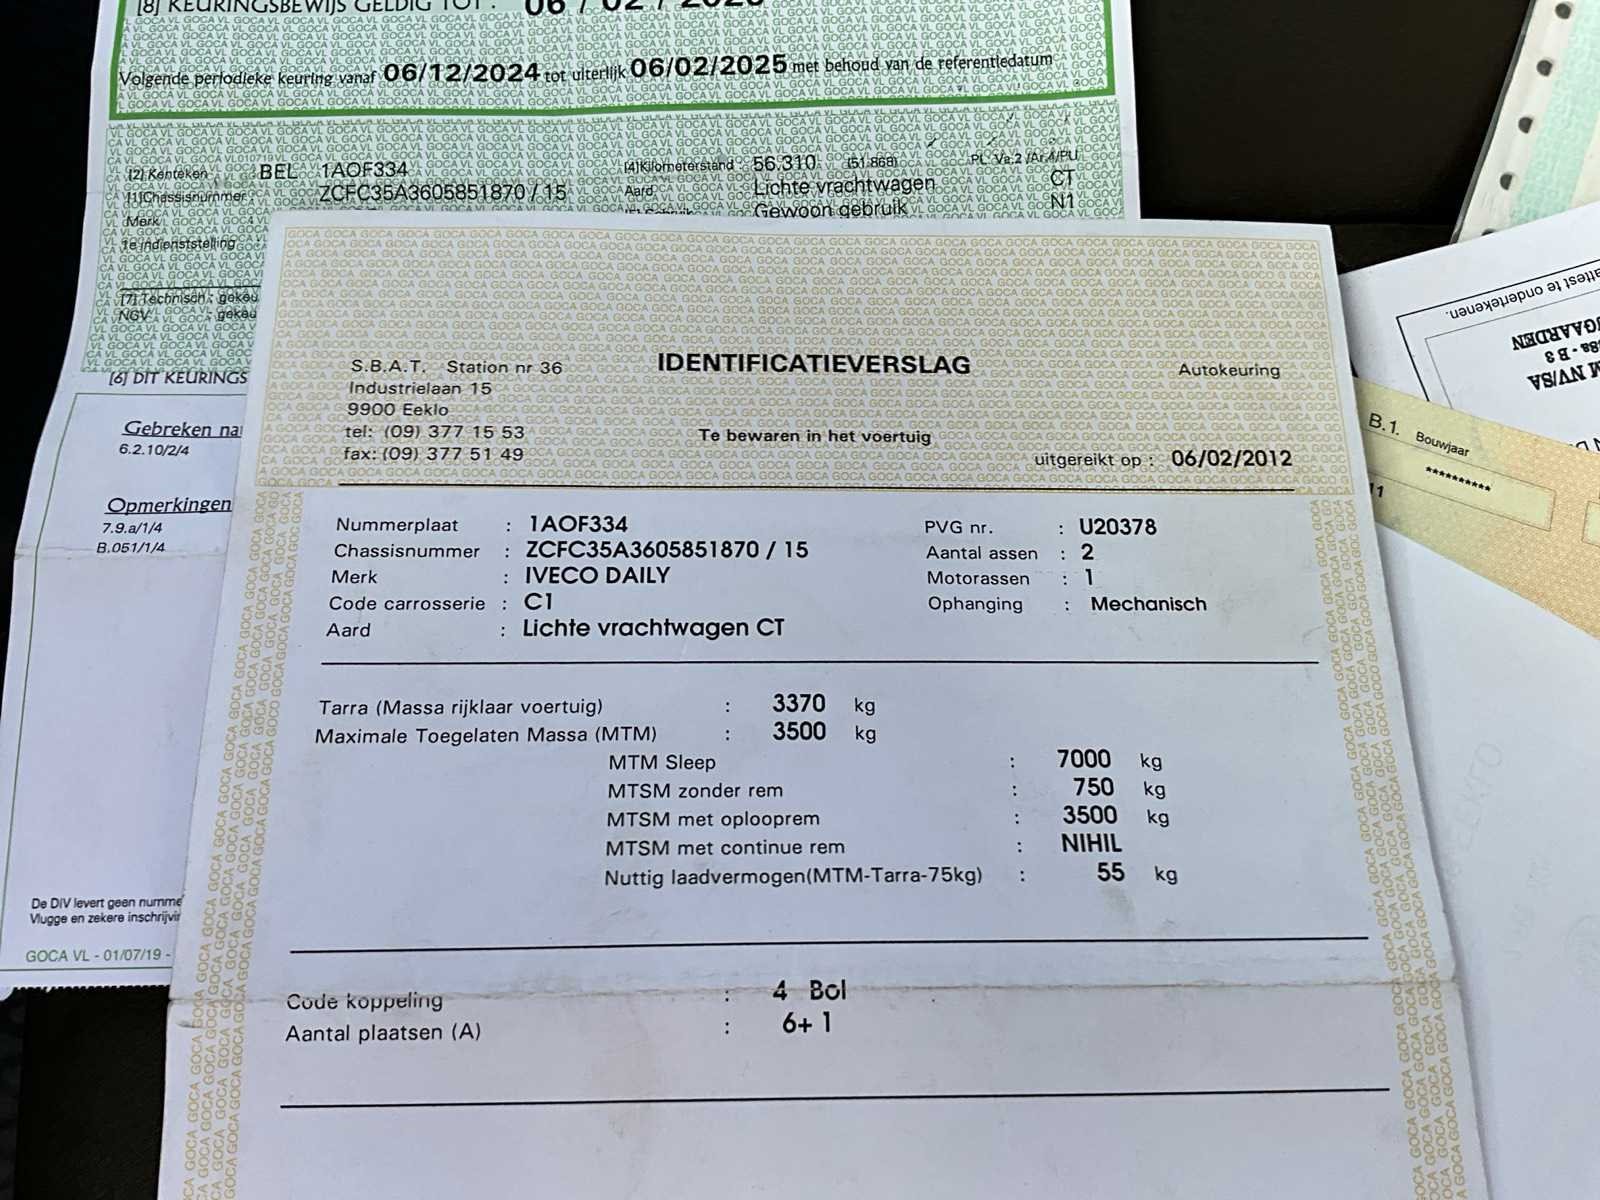 [8] KEURINGSBEWIJS GELDIG TOT : 06 / 02 / 2025
Volgende periodieke keuring vanaf 06/12/2024 tot uiterlijk 06/02/2025 met behoud van de referentiedatum
[2] Kenteken : BEL 1AOF334
[4]Kilometerstand : 56.310 (51.868)
[1]Chassisnummer : ZCFC35A3605851870 / 15
Aard Lichte vrachtwagen CT
Merk
Gewoon gebruik N1
1e indienststelling
[7] Technisch :
NGV :
[6] DIT KEURINGS
Gebreken
6.2.10/2/4
Opmerkingen
7.9.a/1/4
B.051/1/4
De DIV levert geen
Vlugge en zekere
GOCA VL - 01/07/19 -
S.B.A.T. Station nr 36
Industrielaan 15
9900 Eeklo
tel: (09) 377 15 53
fax: (09) 377 51 49
IDENTIFICATIEVERSLAG
Autokeuring
Te bewaren in het voertuig
uitgereikt op : 06/02/2012
Nummerplaat : 1AOF334
Chassisnummer : ZCFC35A3605851870 / 15
Merk : IVECO DAILY
Code carrosserie : C1
Aard : Lichte vrachtwagen CT
PVG nr. : U20378
Aantal assen : 2
Motorassen : 1
Ophanging : Mechanisch
Tarra (Massa rijklaar voertuig) : 3370 kg
Maximale Toegelaten Massa (MTM) : 3500 kg
MTM Sleep : 7000 kg
MTSM zonder rem : 750 kg
MTSM met oplooprem : 3500 kg
MTSM met continue rem : NIHIL
Nuttig laadvermogen(MTM-Tarra-75kg) : 55 kg
Code koppeling : 4 Bol
Aantal plaatsen (A) : 6+ 1
te ondertekenen.
B.1. Bouwjaar
**********
11